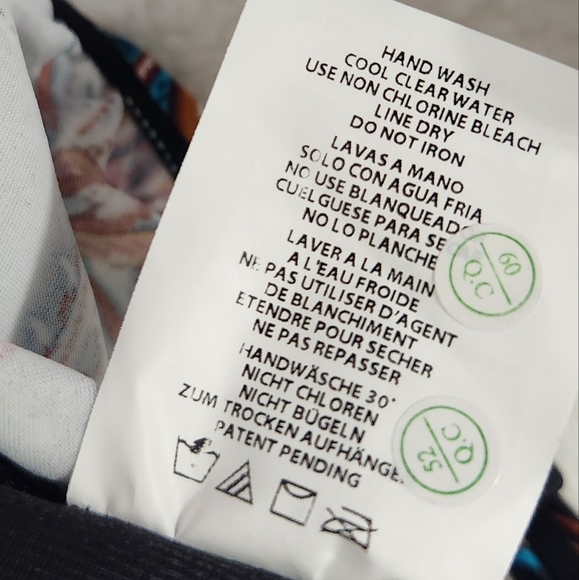 HAND WASH
COOL CLEAR WATER
USE NON CHLORINE BLEACH
LINE DRY
DO NOT IRON
LAVAS A MANO
SOLO CON AGUA FRIA
NO USE BLANQUEADO
CUELGUESE PARA SE
NO LO PLANCHE
LAVER A LA MAIN
A L'EAU FROIDE
NE PAS UTILISER D'AGENT
DE BLANCHIMENT
ETENDRE POUR SECHER
NE PAS REPASSER
HANDWÄSCHE 30°
NICHT CHLOREN
NICHT BÜGELN
ZUM TROCKEN AUFHÄNGE
PATENT PENDING
60
Q.C
52
Q.C